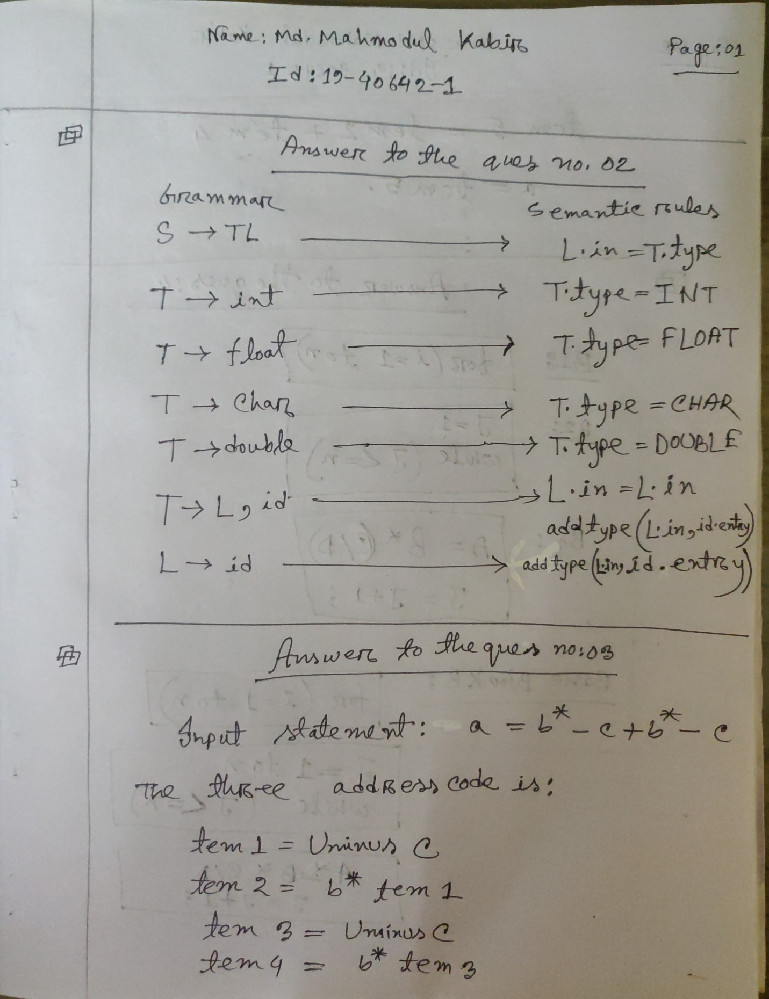 Name: Md. Mahmodul Kabir
Page: 01
Id: 19-40642-1
Answer to the ques no. 02
Grammar
Semantic rules
S → TL → L.in = T.type
T → int → T.type = INT
T → float → T.type = FLOAT
T → Char → T.type = CHAR
T → double → T.type = DOUBLE
T → L, id → L.in = L.in
addtype (L.in, id.entry)
L → id → addtype (L.in, id.entry)
Answer to the ques no: 03
Input statement: a = b* - c + b* - c
The three address code is:
tem 1 = Uminus C
tem 2 = b* tem 1
tem 3 = Uminus C
tem 4 = b* tem 3